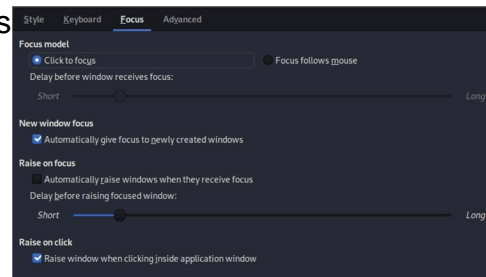 s
Style Keyboard Focus Advanced
Focus model
Click to focus Focus follows mouse
Delay before window receives focus:
Short Long
New window focus
Automatically give focus to newly created windows
Raise on focus
Automatically raise windows when they receive focus
Delay before raising focused window:
Short Long
Raise on click
Raise window when clicking inside application window